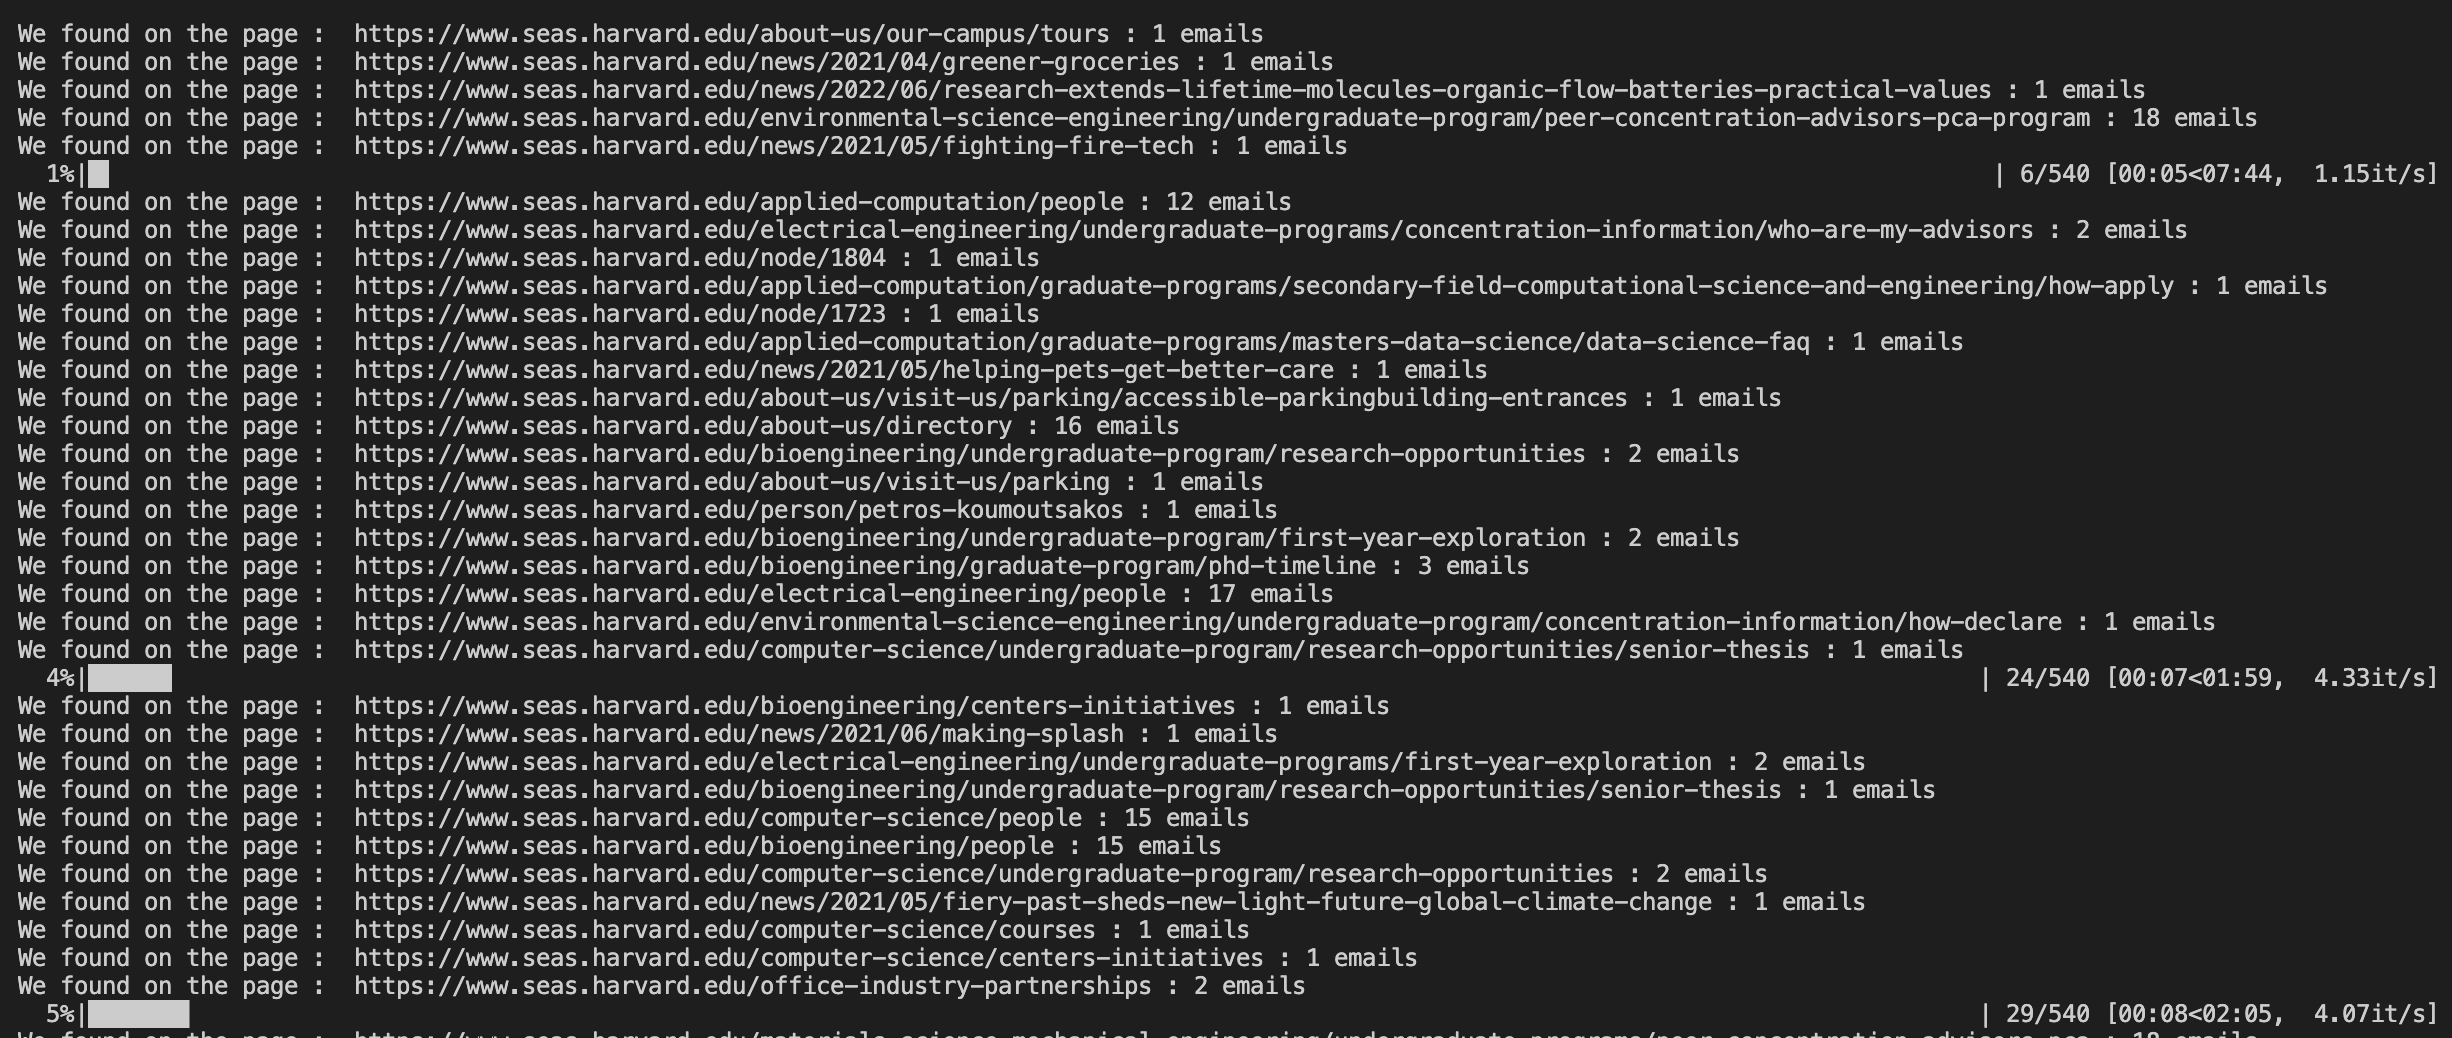 We found on the page :  https://www.seas.harvard.edu/about-us/our-campus/tours : 1 emails
We found on the page :  https://www.seas.harvard.edu/news/2021/04/greener-groceries : 1 emails
We found on the page :  https://www.seas.harvard.edu/news/2022/06/research-extends-lifetime-molecules-organic-flow-batteries-practical-values : 1 emails
We found on the page :  https://www.seas.harvard.edu/environmental-science-engineering/undergraduate-program/peer-concentration-advisors-pca-program : 18 emails
We found on the page :  https://www.seas.harvard.edu/news/2021/05/fighting-fire-tech : 1 emails
1%| | 6/540 [00:05<07:44,  1.15it/s]
We found on the page :  https://www.seas.harvard.edu/applied-computation/people : 12 emails
We found on the page :  https://www.seas.harvard.edu/electrical-engineering/undergraduate-programs/concentration-information/who-are-my-advisors : 2 emails
We found on the page :  https://www.seas.harvard.edu/node/1804 : 1 emails
We found on the page :  https://www.seas.harvard.edu/applied-computation/graduate-programs/secondary-field-computational-science-and-engineering/how-apply : 1 emails
We found on the page :  https://www.seas.harvard.edu/node/1723 : 1 emails
We found on the page :  https://www.seas.harvard.edu/applied-computation/graduate-programs/masters-data-science/data-science-faq : 1 emails
We found on the page :  https://www.seas.harvard.edu/news/2021/05/helping-pets-get-better-care : 1 emails
We found on the page :  https://www.seas.harvard.edu/about-us/visit-us/parking/accessible-parkingbuilding-entrances : 1 emails
We found on the page :  https://www.seas.harvard.edu/about-us/directory : 16 emails
We found on the page :  https://www.seas.harvard.edu/bioengineering/undergraduate-program/research-opportunities : 2 emails
We found on the page :  https://www.seas.harvard.edu/about-us/visit-us/parking : 1 emails
We found on the page :  https://www.seas.harvard.edu/person/petros-koumoutsakos : 1 emails
We found on the page :  https://www.seas.harvard.edu/bioengineering/undergraduate-program/first-year-exploration : 2 emails
We found on the page :  https://www.seas.harvard.edu/bioengineering/graduate-program/phd-timeline : 3 emails
We found on the page :  https://www.seas.harvard.edu/electrical-engineering/people : 17 emails
We found on the page :  https://www.seas.harvard.edu/environmental-science-engineering/undergraduate-program/concentration-information/how-declare : 1 emails
We found on the page :  https://www.seas.harvard.edu/computer-science/undergraduate-program/research-opportunities/senior-thesis : 1 emails
4%| | 24/540 [00:07<01:59,  4.33it/s]
We found on the page :  https://www.seas.harvard.edu/bioengineering/centers-initiatives : 1 emails
We found on the page :  https://www.seas.harvard.edu/news/2021/06/making-splash : 1 emails
We found on the page :  https://www.seas.harvard.edu/electrical-engineering/undergraduate-programs/first-year-exploration : 2 emails
We found on the page :  https://www.seas.harvard.edu/bioengineering/undergraduate-program/research-opportunities/senior-thesis : 1 emails
We found on the page :  https://www.seas.harvard.edu/computer-science/people : 15 emails
We found on the page :  https://www.seas.harvard.edu/bioengineering/people : 15 emails
We found on the page :  https://www.seas.harvard.edu/computer-science/undergraduate-program/research-opportunities : 2 emails
We found on the page :  https://www.seas.harvard.edu/news/2021/05/fiery-past-sheds-new-light-future-global-climate-change : 1 emails
We found on the page :  https://www.seas.harvard.edu/computer-science/courses : 1 emails
We found on the page :  https://www.seas.harvard.edu/computer-science/centers-initiatives : 1 emails
We found on the page :  https://www.seas.harvard.edu/office-industry-partnerships : 2 emails
5%| | 29/540 [00:08<02:05,  4.07it/s]
We found on the page :  https://www.seas.harvard.edu/materials-science-mechanical-engineering/undergraduate-programs/peer-concentration-advisors-pca : 18 emails